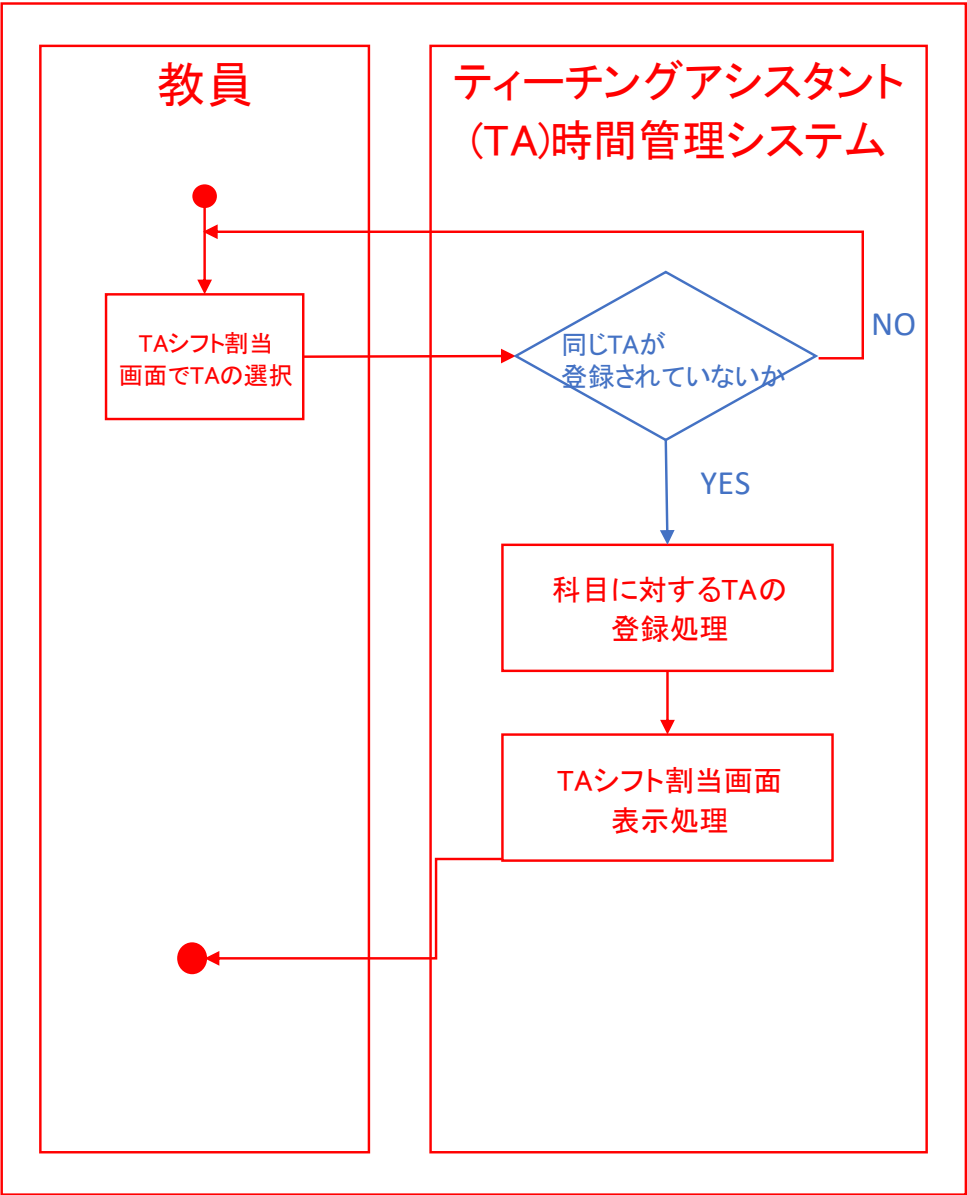 教員
ティーチングアシスタント
(TA)時間管理システム
TAシフト割当
画面でTAの選択
同じTAが
登録されていないか
NO
YES
科目に対するTAの
登録処理
TAシフト割当画面
表示処理